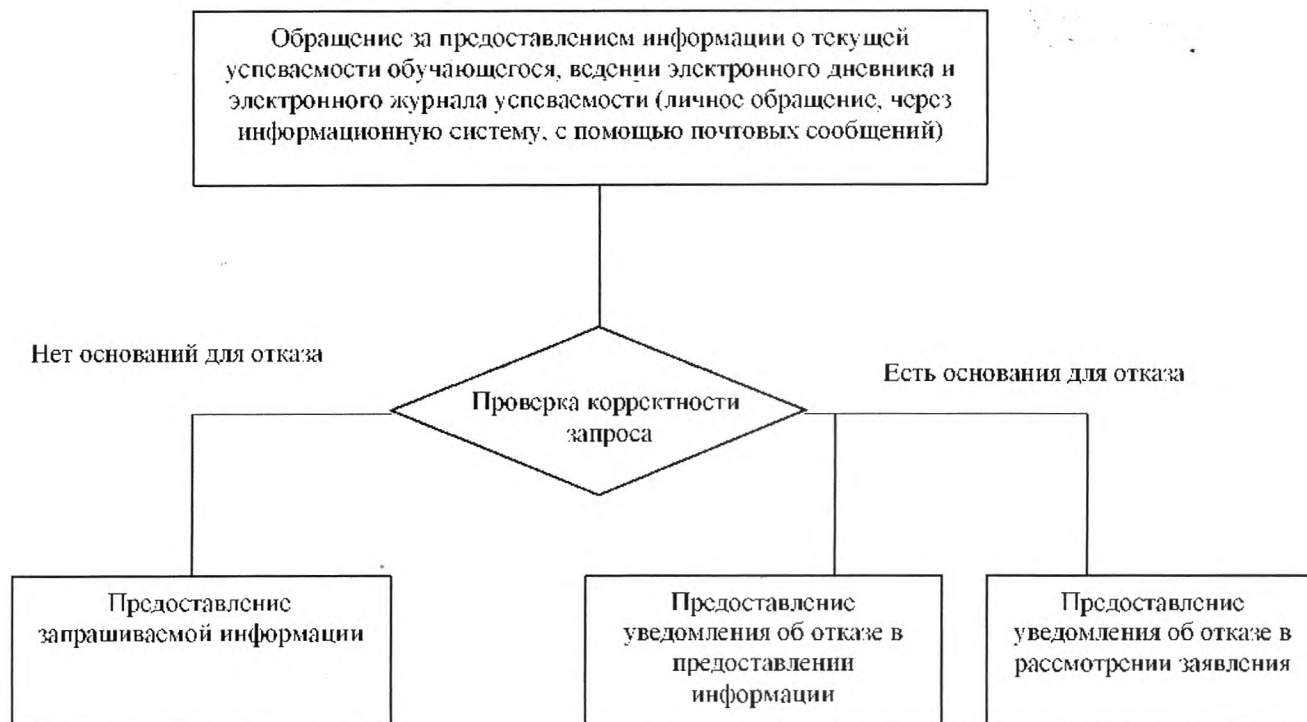 Обращение за предоставлением информации о текущей
успеваемости обучающегося, ведении электронного дневника и
электронного журнала успеваемости (личное обращение, через
информационную систему, с помощью почтовых сообщений)
Нет оснований для отказа
Есть основания для отказа
Проверка корректности
запроса
Предоставление
запрашиваемой информации
Предоставление
уведомления об отказе в
предоставлении
информации
Предоставление
уведомления об отказе в
рассмотрении заявления